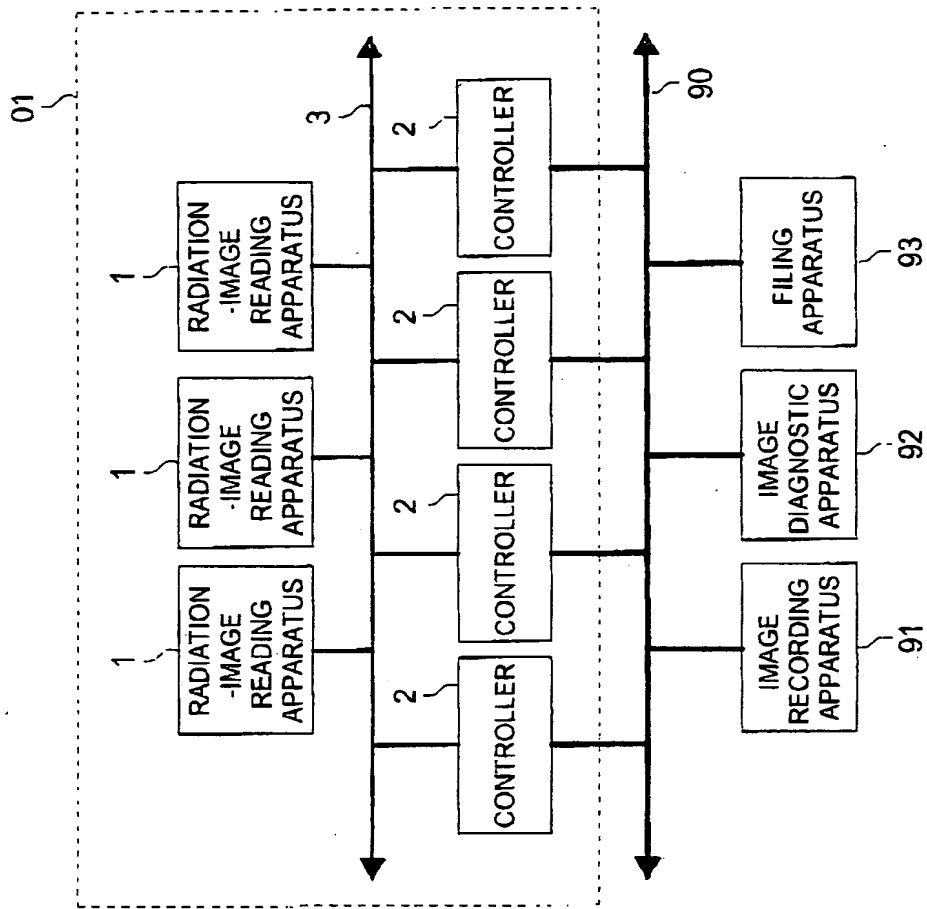 01
1
RADIATION
-IMAGE
READING
APPARATUS
1
RADIATION
-IMAGE
READING
APPARATUS
1
RADIATION
-IMAGE
READING
APPARATUS
3
2
CONTROLLER
2
CONTROLLER
2
CONTROLLER
2
CONTROLLER
90
IMAGE
RECORDING
APPARATUS
91
IMAGE
DIAGNOSTIC
APPARATUS
92
FILING
APPARATUS
93